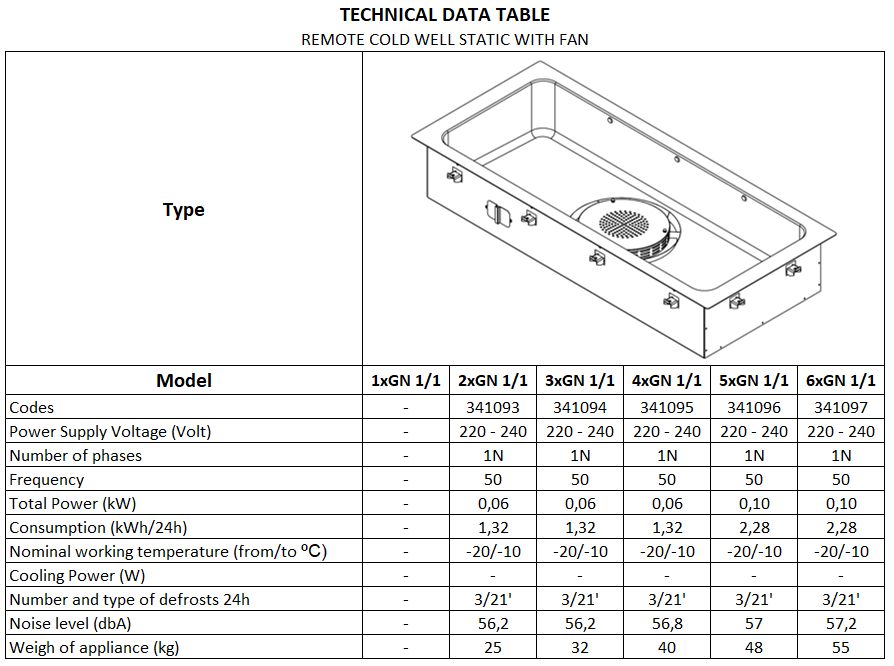 TECHNICAL DATA TABLE
REMOTE COLD WELL STATIC WITH FAN
Type
Model 1xGN 1/1 2xGN 1/1 3xGN 1/1 4xGN 1/1 5xGN 1/1 6xGN 1/1
Codes - 341093 341094 341095 341096 341097
Power Supply Voltage (Volt) - 220 - 240 220 - 240 220 - 240 220 - 240 220 - 240
Number of phases - 1N 1N 1N 1N 1N
Frequency - 50 50 50 50 50
Total Power (kW) - 0,06 0,06 0,06 0,10 0,10
Consumption (kWh/24h) - 1,32 1,32 1,32 2,28 2,28
Nominal working temperature (from/to ºC) - -20/-10 -20/-10 -20/-10 -20/-10 -20/-10
Cooling Power (W) - - - - - -
Number and type of defrosts 24h - 3/21' 3/21' 3/21' 3/21' 3/21'
Noise level (dbA) - 56,2 56,2 56,8 57 57,2
Weigh of appliance (kg) - 25 32 40 48 55